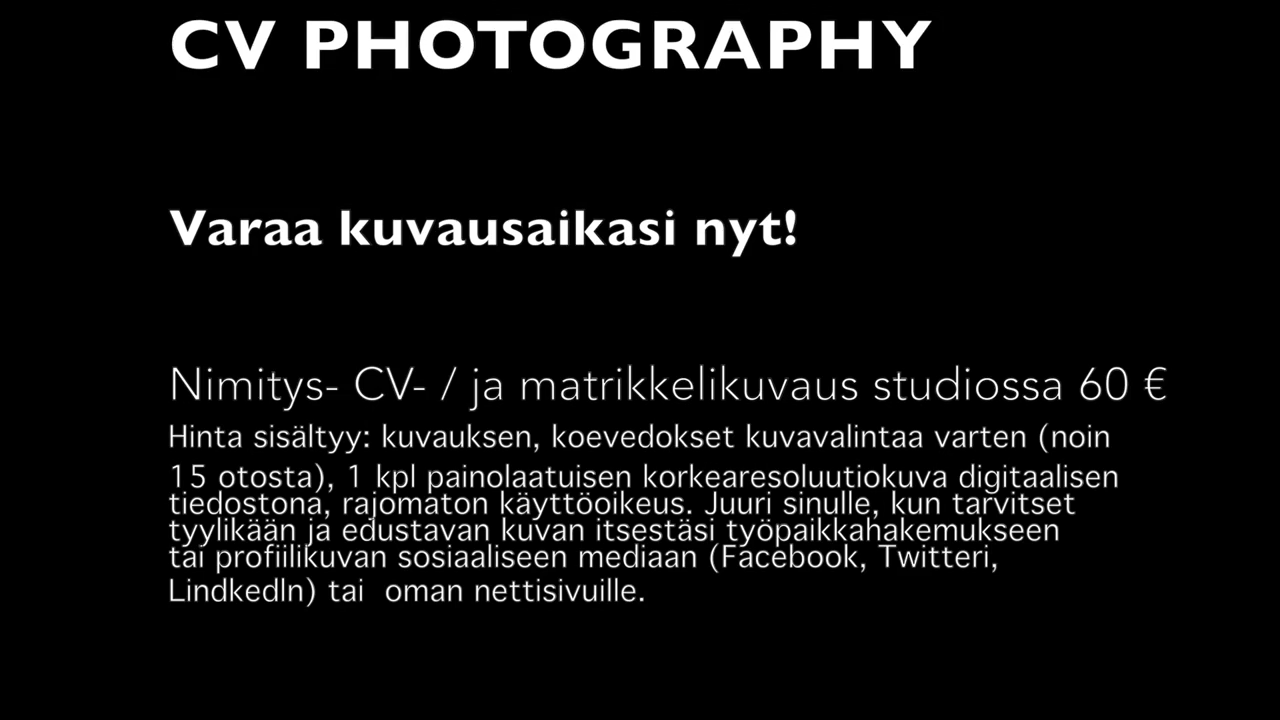 CV PHOTOGRAPHY
Varaa kuvausaikasi nyt!
Nimitys- CV- / ja matrikkelikuvaus studiossa 60 €
Hinta sisältyy: kuvauksen, koevedokset kuvavalintaa varten (noin
15 otosta), 1 kpl painolaatuisen korkearesoluutiokuva digitaalisen
tiedostona, rajomaton käyttöoikeus. Juuri sinulle, kun tarvitset
tyylikään ja edustavan kuvan itsestäsi työpaikkahakemukseen
tai profiilikuvan sosiaaliseen mediaan (Facebook, Twitteri,
Lindkedln) tai  oman nettisivuille.